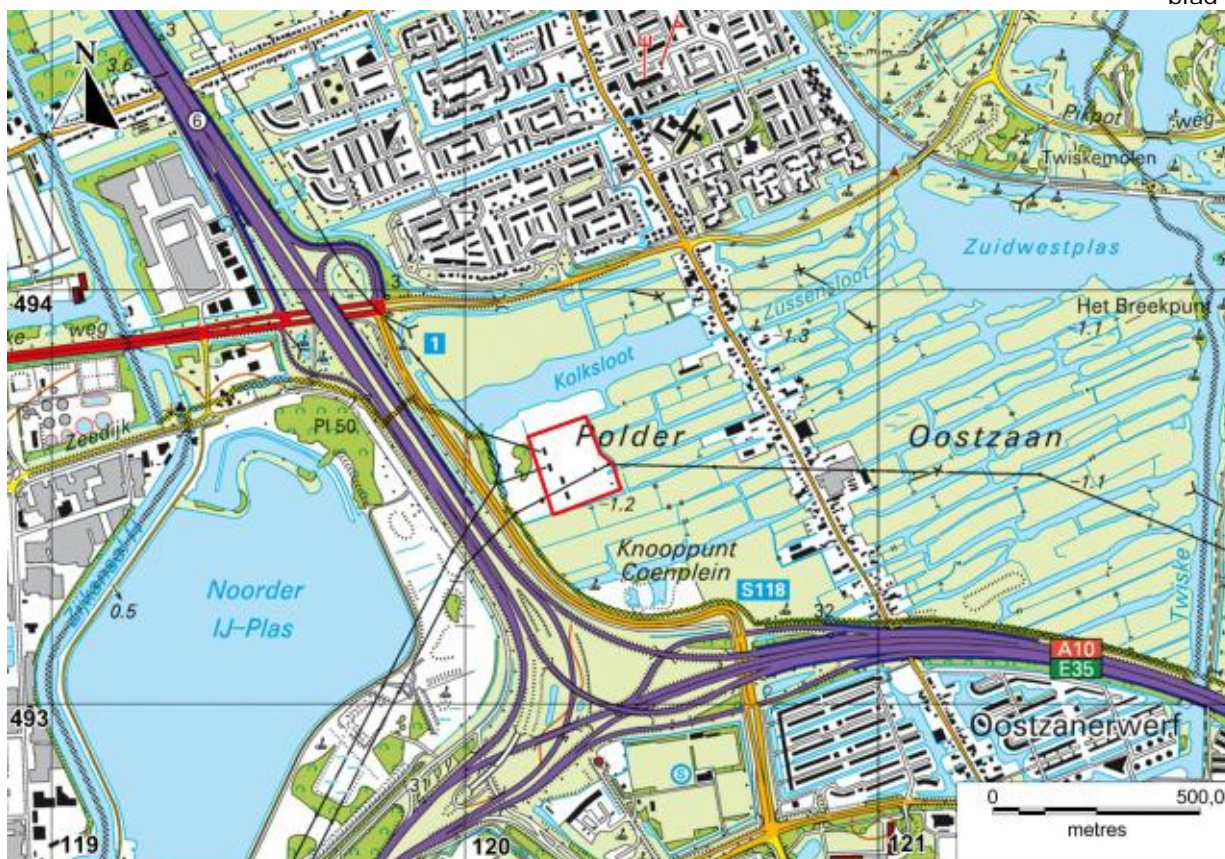 blad
N
3
3.6
6
E
A
Pikpot
weg
Twiskemolen
Zuidwestplas
Zussensloot
494
3
Het Breekpunt
-1.1
weg
1
-1.3
Kolksloot
Zeedijk
Pl 50
Polder
Oostzaan
-1.1
-1.2
Knooppunt
Coenplein
Noorder
IJ-Plas
0.5
S118
32
Twiske
A10
E35
493
Oostzanerwerf
S
31
0
500,0
metres
119
120
121